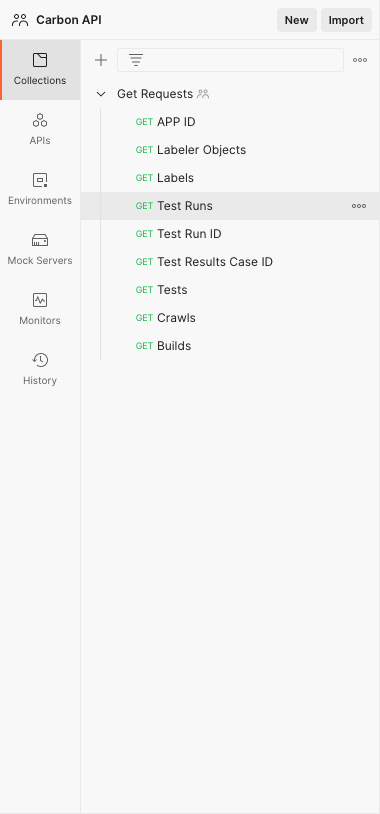 Carbon API
New
Import
Collections
APIs
Environments
Mock Servers
Monitors
History
Get Requests
GET APP ID
GET Labeler Objects
GET Labels
GET Test Runs
GET Test Run ID
GET Test Results Case ID
GET Tests
GET Crawls
GET Builds